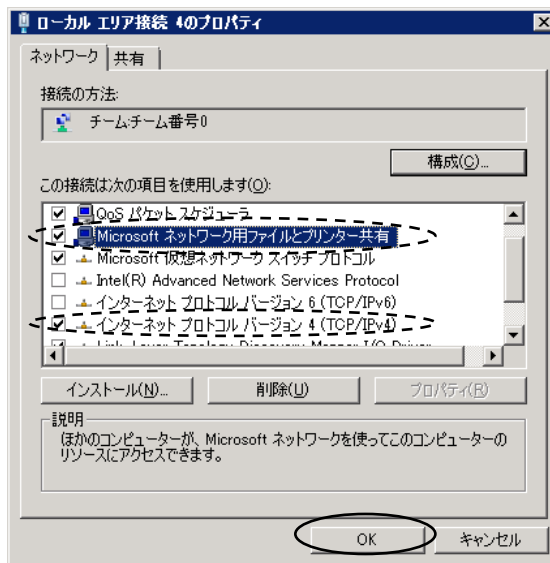 ローカル エリア接続 4のプロパティ
ネットワーク 共有
接続の方法:
チーム:チーム番号0
構成(C)...
この接続は次の項目を使用します(O):
QoS パケット スケジューラ
Microsoft ネットワーク用ファイルとプリンター共有
Microsoft 仮想ネットワーク スイッチ プロトコル
Intel(R) Advanced Network Services Protocol
インターネット プロトコル バージョン 6 (TCP/IPv6)
インターネット プロトコル バージョン 4 (TCP/IPv4)
Link-Layer Topology Discovery Mapper I/O Driver
インストール(N)... 削除(U) プロパティ(R)
説明
ほかのコンピューターが、Microsoft ネットワークを使ってこのコンピューターの
リソースにアクセスできます。
OK キャンセル